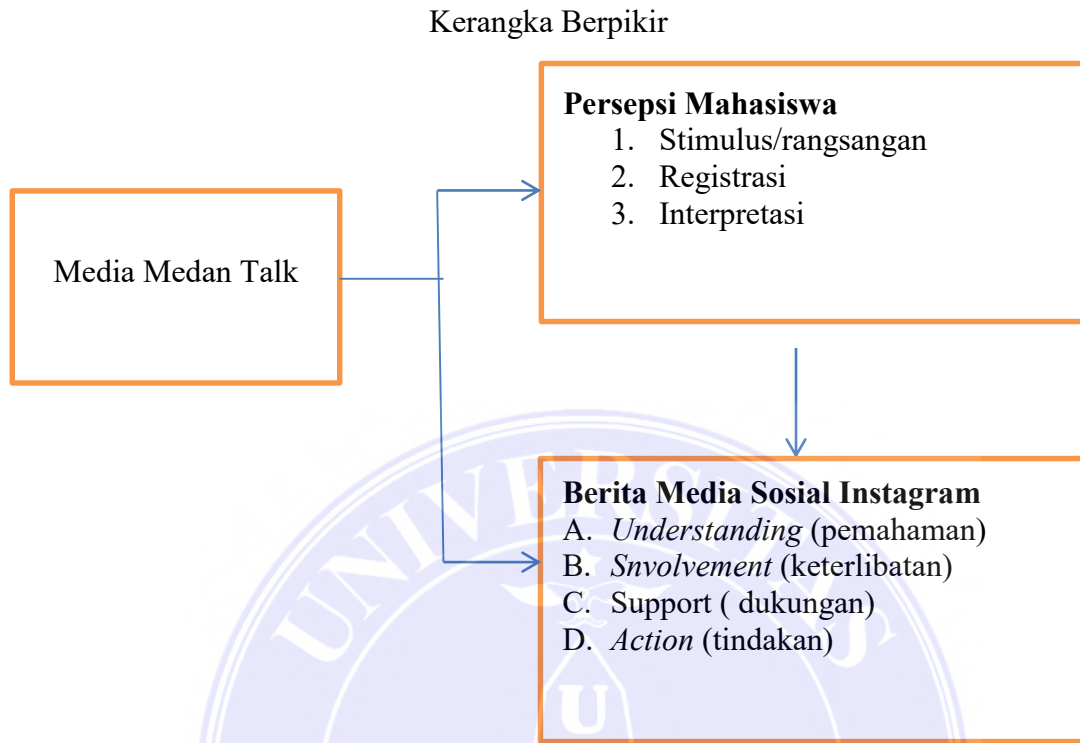 Kerangka Berpikir
Persepsi Mahasiswa
1. Stimulus/rangsangan
2. Registrasi
3. Interpretasi
Media Medan Talk
Berita Media Sosial Instagram
A. Understanding (pemahaman)
B. Snvolvement (keterlibatan)
C. Support ( dukungan)
D. Action (tindakan)
UNIVERSITAS
U